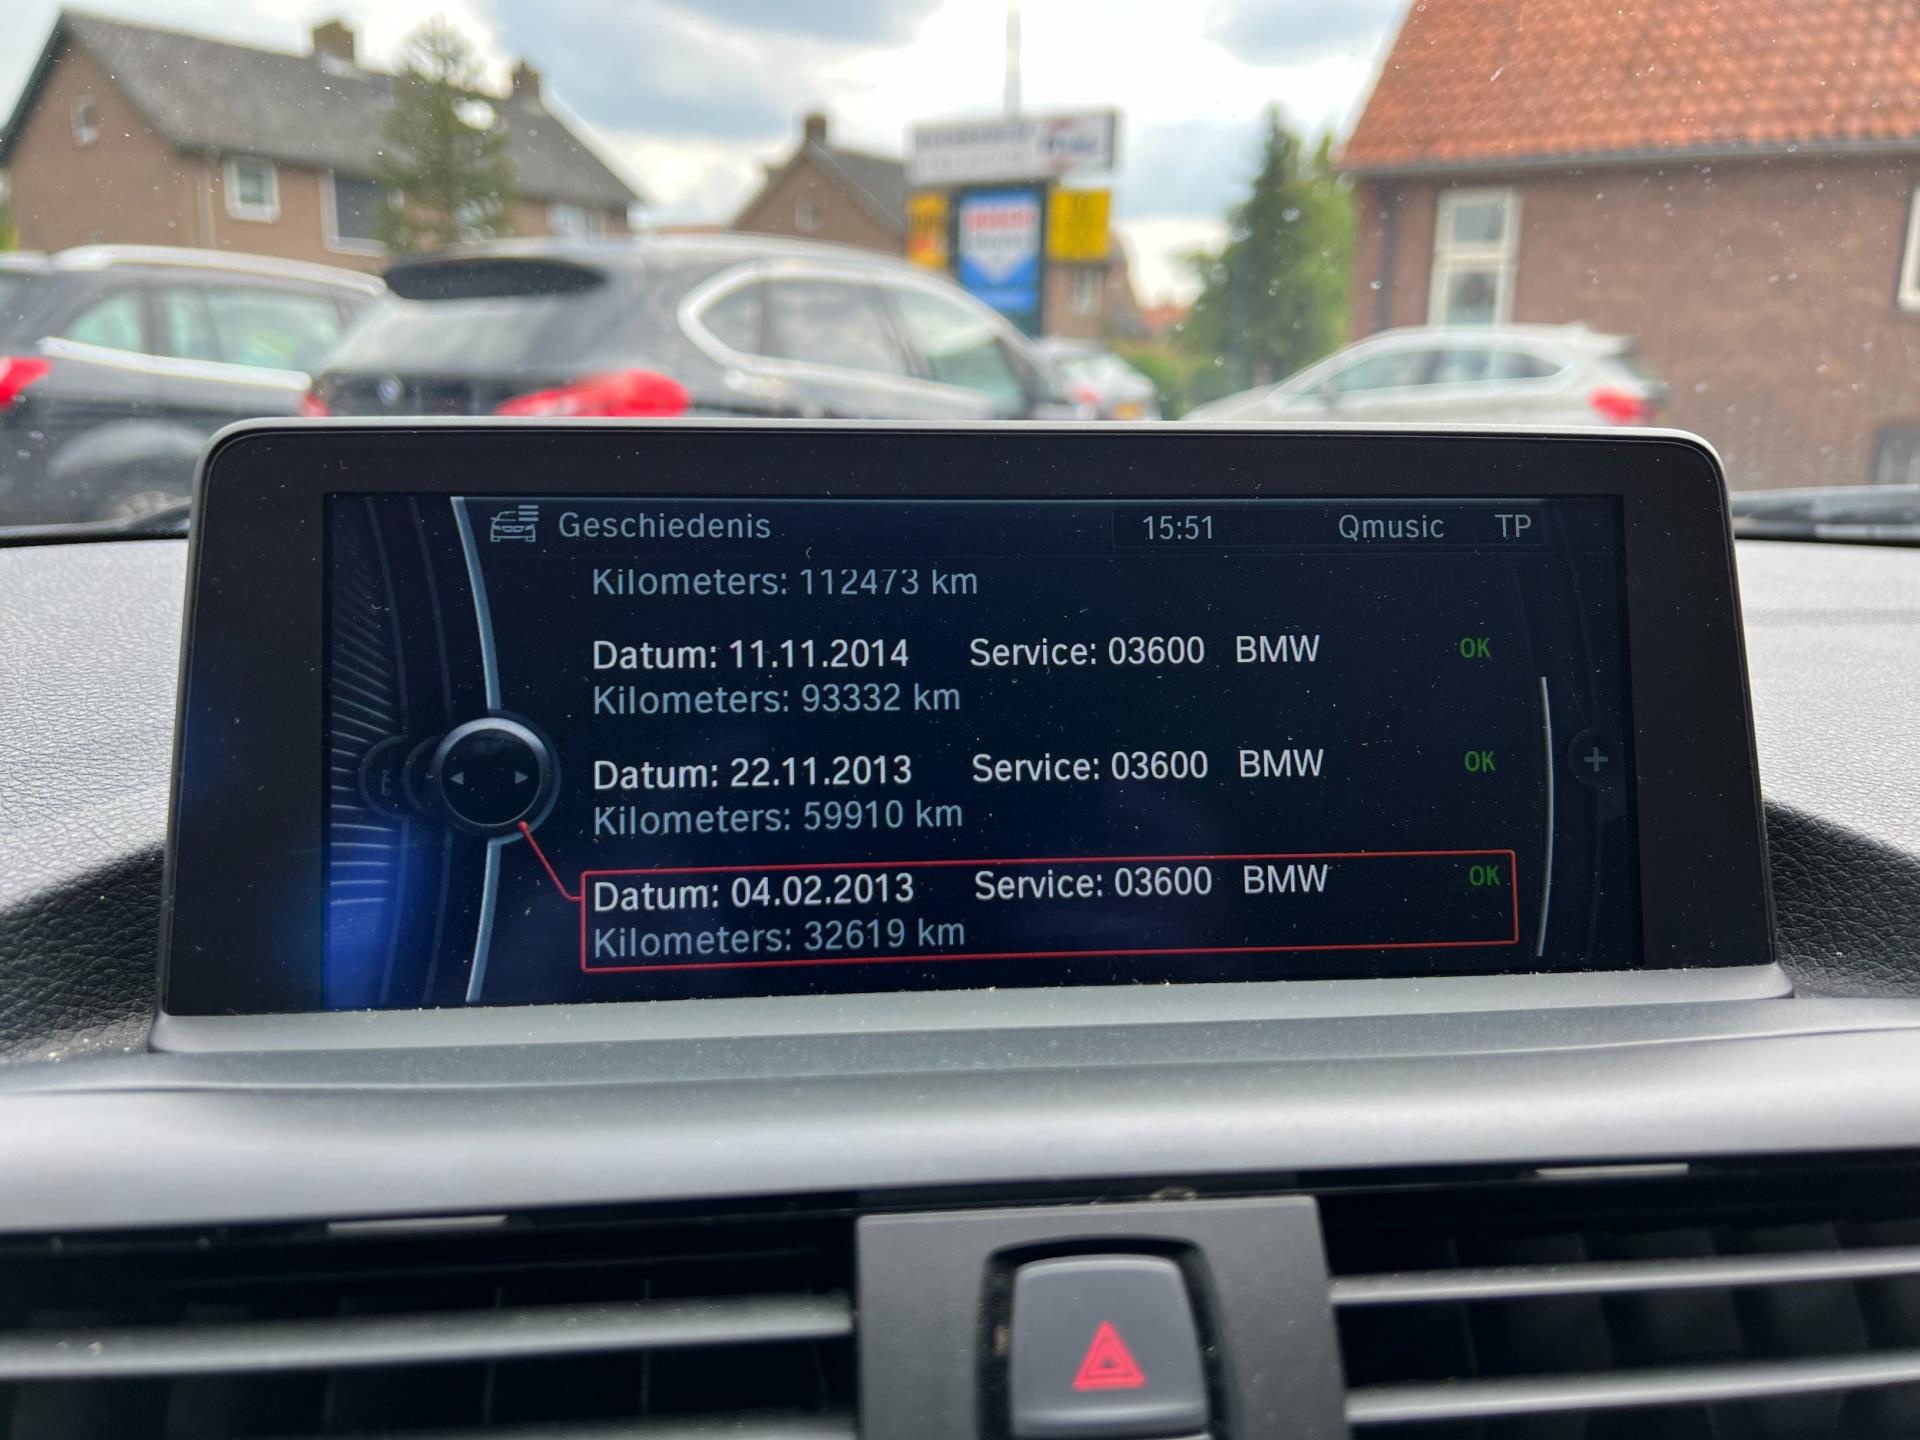 Geschiedenis 15:51 Qmusic TP
Kilometers: 112473 km
Datum: 11.11.2014 Service: 03600 BMW OK
Kilometers: 93332 km
Datum: 22.11.2013 Service: 03600 BMW OK
Kilometers: 59910 km
Datum: 04.02.2013 Service: 03600 BMW OK
Kilometers: 32619 km